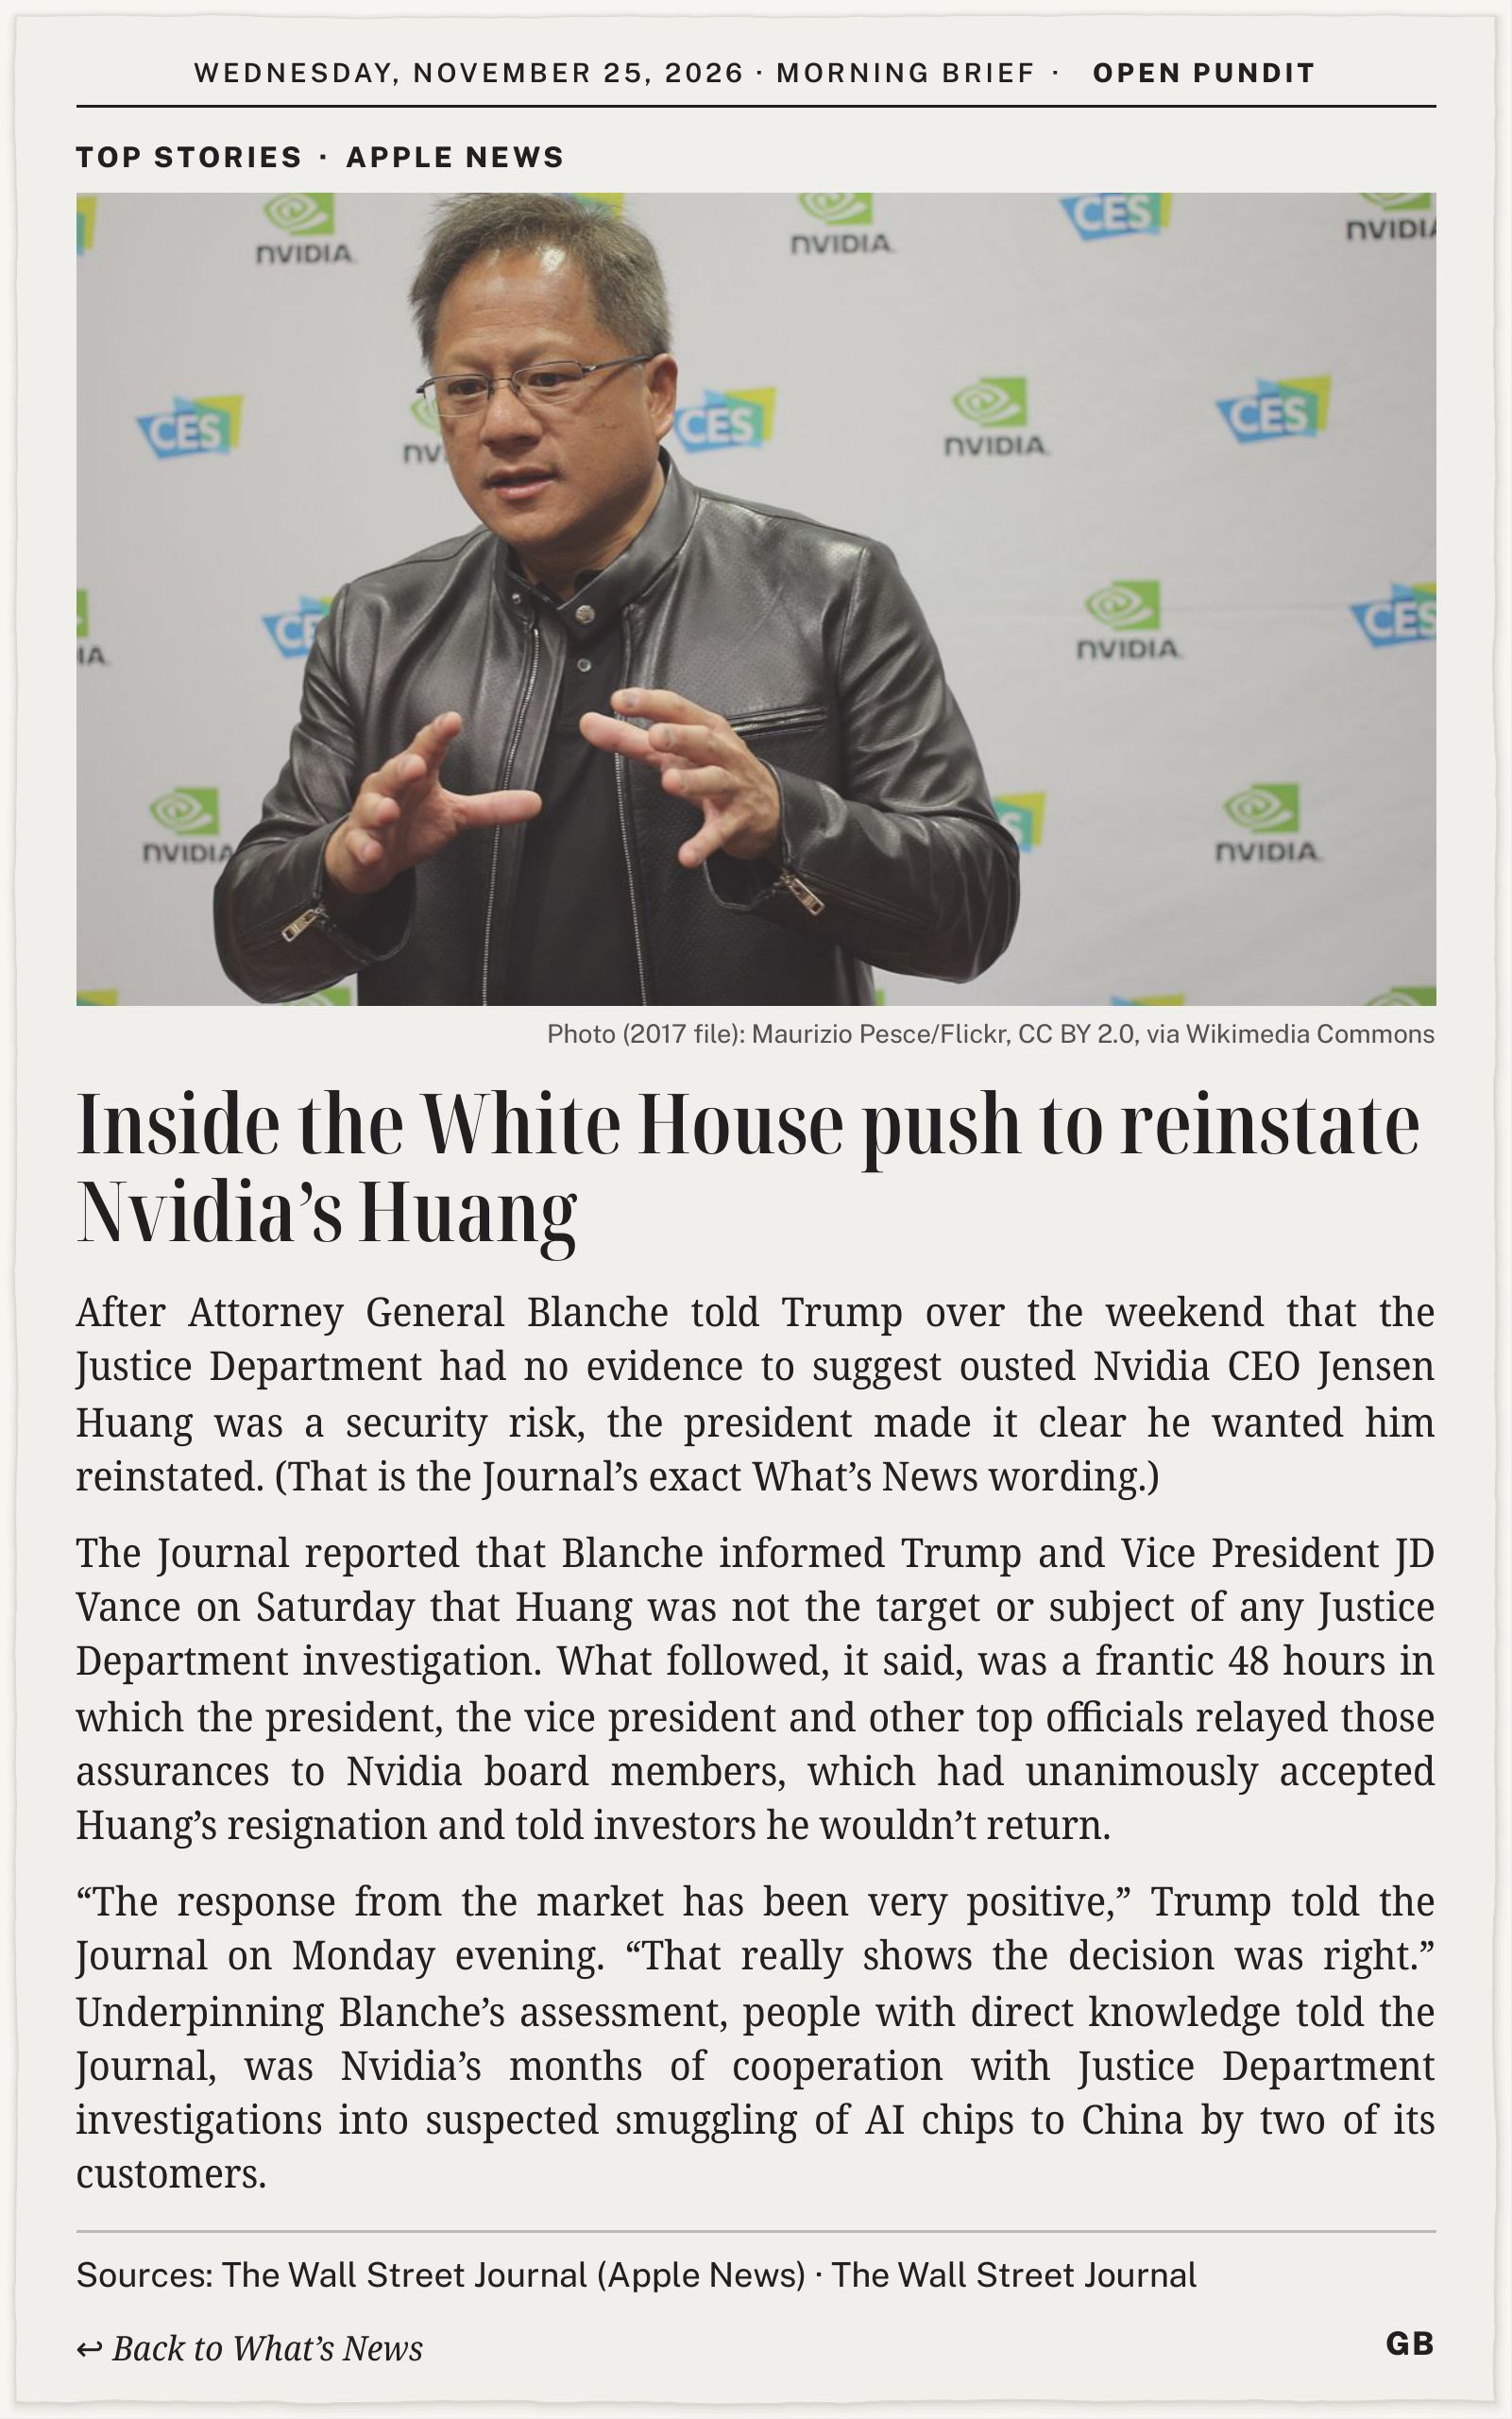 WEDNESDAY, NOVEMBER 25, 2026 · MORNING BRIEF · OPEN PUNDIT
TOP STORIES · APPLE NEWS
NVIDIA
NVIDIA
CES
NVIDIA
CES
NV
CES
NVIDIA
CES
IA
CE
NVIDIA
CES
NVIDIA
S
NVIDIA
Photo (2017 file): Maurizio Pesce/Flickr, CC BY 2.0, via Wikimedia Commons
Inside the White House push to reinstate
Nvidia’s Huang
After Attorney General Blanche told Trump over the weekend that the
Justice Department had no evidence to suggest ousted Nvidia CEO Jensen
Huang was a security risk, the president made it clear he wanted him
reinstated. (That is the Journal’s exact What’s News wording.)
The Journal reported that Blanche informed Trump and Vice President JD
Vance on Saturday that Huang was not the target or subject of any Justice
Department investigation. What followed, it said, was a frantic 48 hours in
which the president, the vice president and other top officials relayed those
assurances to Nvidia board members, which had unanimously accepted
Huang’s resignation and told investors he wouldn’t return.
“The response from the market has been very positive,” Trump told the
Journal on Monday evening. “That really shows the decision was right.”
Underpinning Blanche’s assessment, people with direct knowledge told the
Journal, was Nvidia’s months of cooperation with Justice Department
investigations into suspected smuggling of AI chips to China by two of its
customers.
Sources: The Wall Street Journal (Apple News) · The Wall Street Journal
↩ Back to What’s News
GB